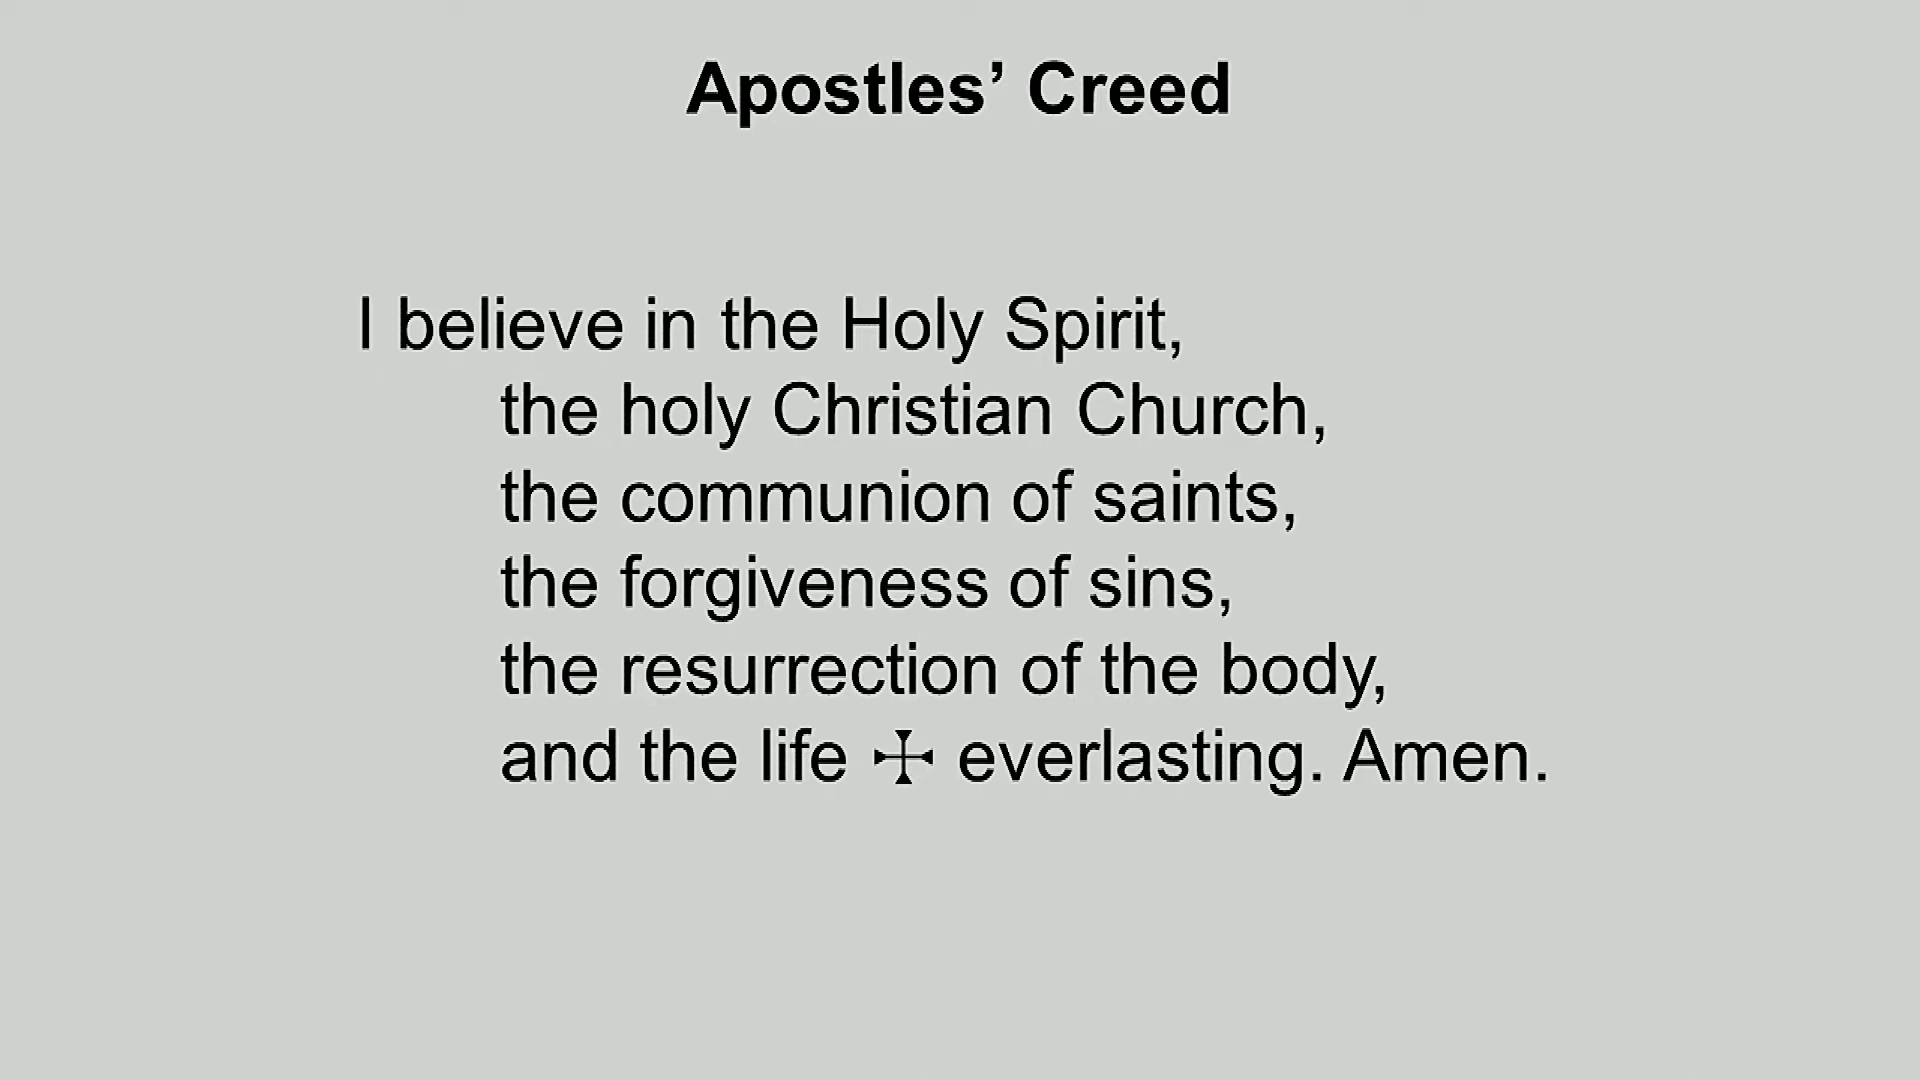 Apostles’ Creed
I believe in the Holy Spirit,
the holy Christian Church,
the communion of saints,
the forgiveness of sins,
the resurrection of the body,
and the life ☩ everlasting. Amen.